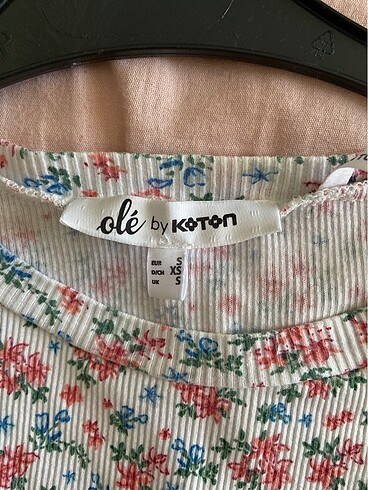 olé by KOTON
EUR S
D/CH XS
UK S